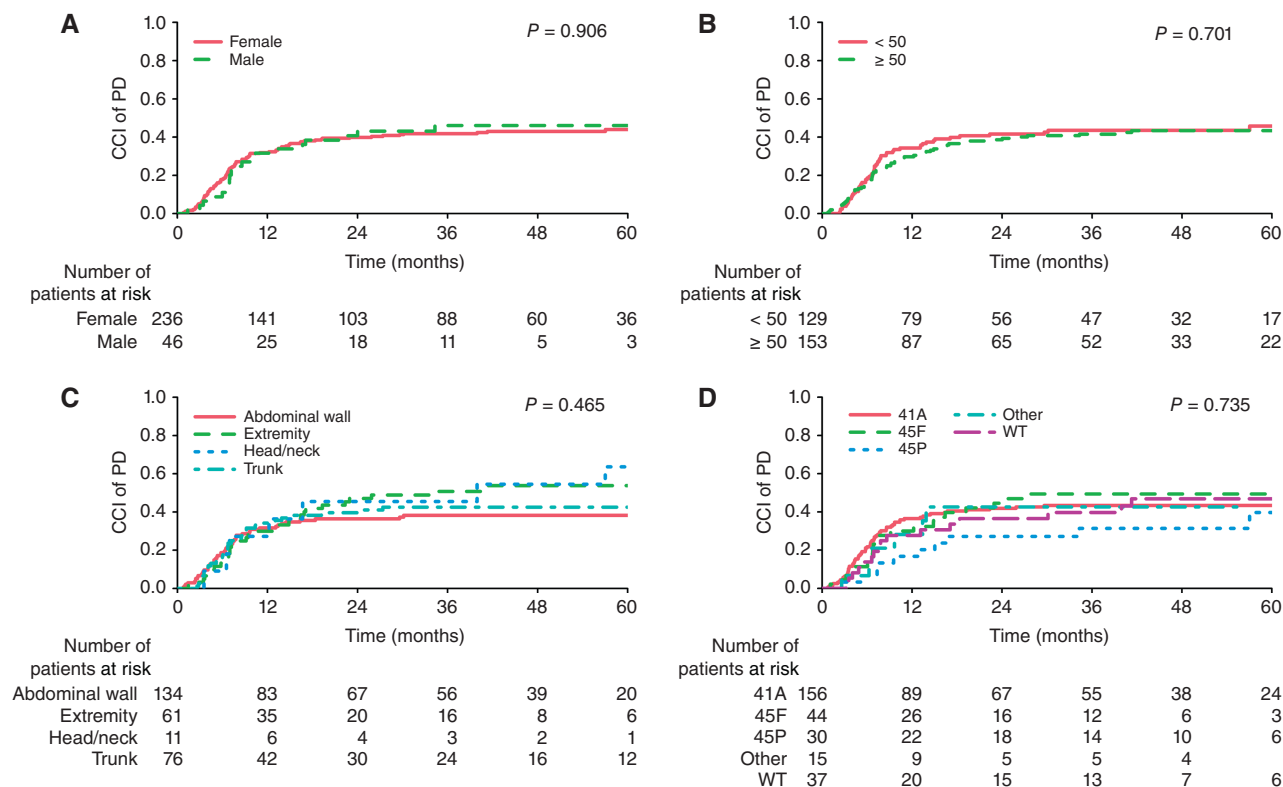 A
P = 0.906
Female
Male
1.0
0.8
0.6
0.4
0.2
0.0
CCI of PD
0 12 24 36 48 60
Time (months)
Number of
patients at risk
Female 236 141 103 88 60 36
Male 46 25 18 11 5 3
B
P = 0.701
< 50
≥ 50
1.0
0.8
0.6
0.4
0.2
0.0
CCI of PD
0 12 24 36 48 60
Time (months)
Number of
patients at risk
< 50 129 79 56 47 32 17
≥ 50 153 87 65 52 33 22
C
P = 0.465
Abdominal wall
Extremity
Head/neck
Trunk
1.0
0.8
0.6
0.4
0.2
0.0
CCI of PD
0 12 24 36 48 60
Time (months)
Number of
patients at risk
Abdominal wall 134 83 67 56 39 20
Extremity 61 35 20 16 8 6
Head/neck 11 6 4 3 2 1
Trunk 76 42 30 24 16 12
D
P = 0.735
41A Other
45F WT
45P
1.0
0.8
0.6
0.4
0.2
0.0
CCI of PD
0 12 24 36 48 60
Time (months)
Number of
patients at risk
41A 156 89 67 55 38 24
45F 44 26 16 12 6 3
45P 30 22 18 14 10 6
Other 15 9 5 5 4
WT 37 20 15 13 7 6